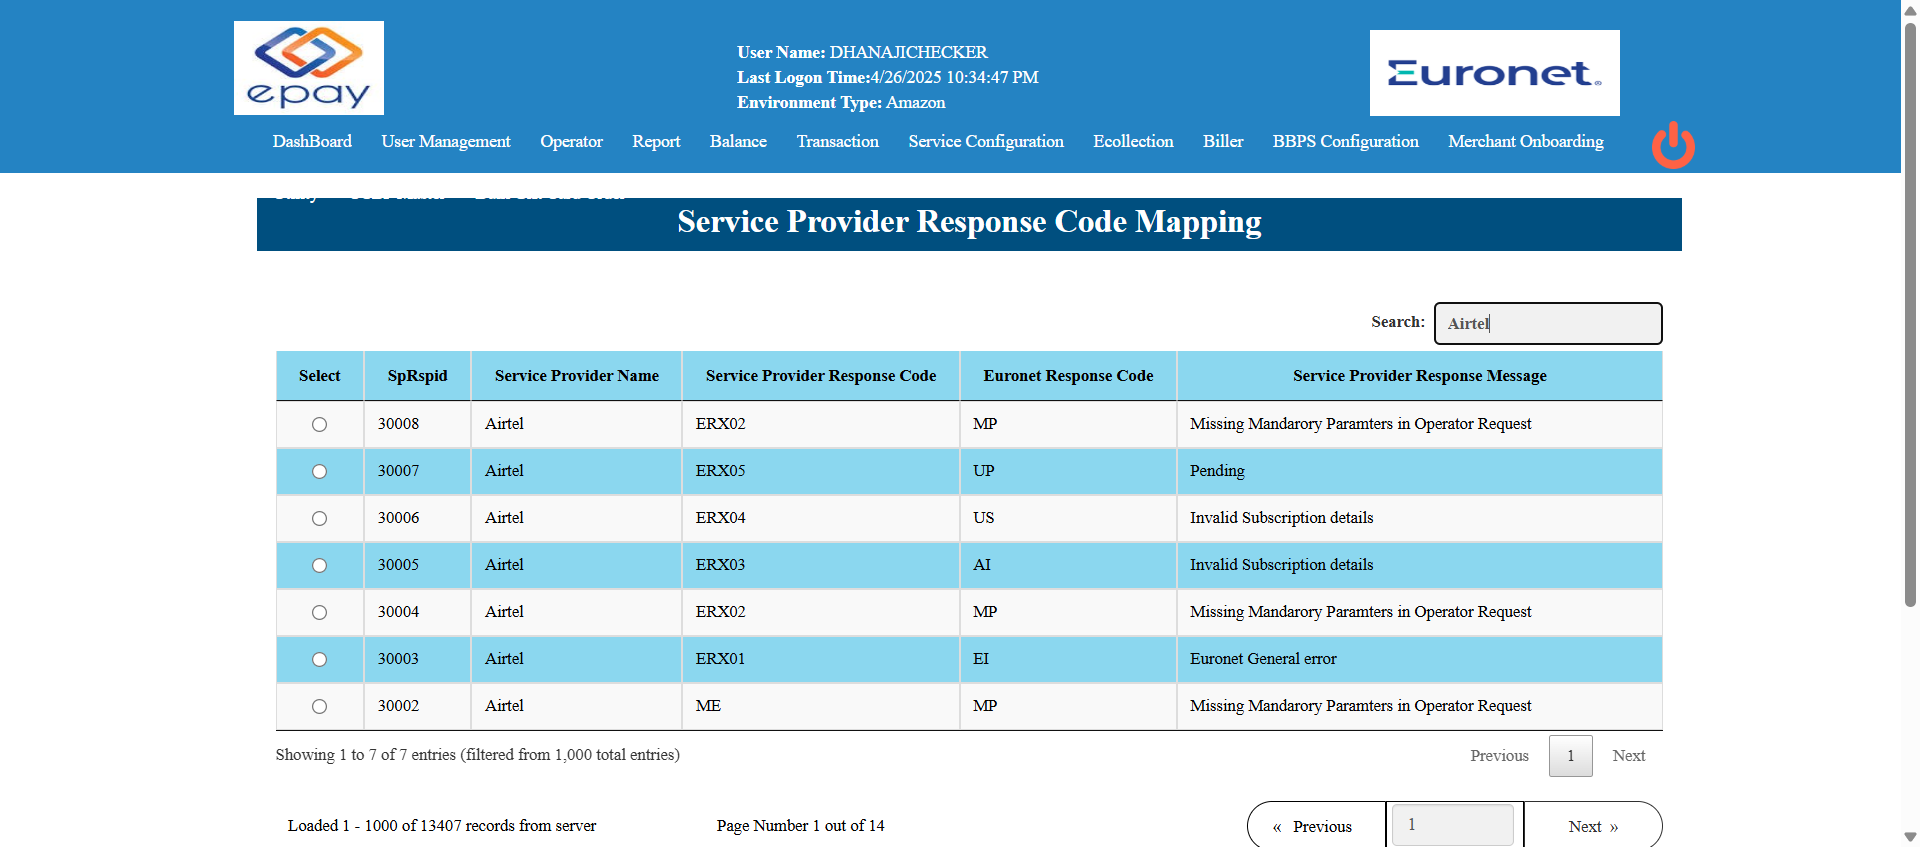 epay
User Name: DHANAJICHECKER
Last Logon Time:4/26/2025 10:34:47 PM
Environment Type: Amazon
Euronet
DashBoard User Management Operator Report Balance Transaction Service Configuration Ecollection Biller BBPS Configuration Merchant Onboarding
Service Provider Response Code Mapping
Search: Airtel
Select SpRspid Service Provider Name Service Provider Response Code Euronet Response Code Service Provider Response Message
30008 Airtel ERX02 MP Missing Mandarory Paramters in Operator Request
30007 Airtel ERX05 UP Pending
30006 Airtel ERX04 US Invalid Subscription details
30005 Airtel ERX03 AI Invalid Subscription details
30004 Airtel ERX02 MP Missing Mandarory Paramters in Operator Request
30003 Airtel ERX01 EI Euronet General error
30002 Airtel ME MP Missing Mandarory Paramters in Operator Request
Showing 1 to 7 of 7 entries (filtered from 1,000 total entries) Previous 1 Next
Loaded 1 - 1000 of 13407 records from server Page Number 1 out of 14 « Previous 1 Next »